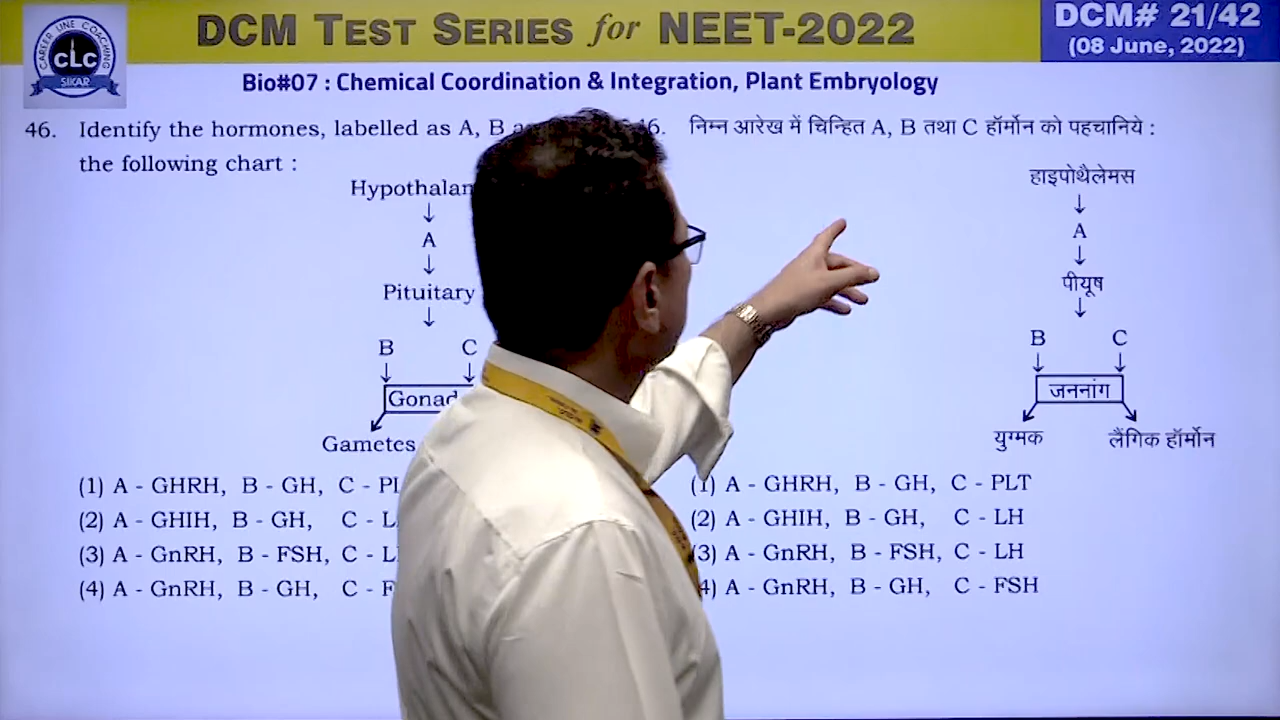 DCM TEST SERIES for NEET-2022
DCM# 21/42
(08 June, 2022)
CAREER LINE COACHING
CLC
SIKAR
Bio#07 : Chemical Coordination & Integration, Plant Embryology
46. Identify the hormones, labelled as A, B
the following chart :
Hypothalam
↓
A
↓
Pituitary
↓
B C
↓ ↓
Gonad
Gametes
(1) A - GHRH, B - GH, C - PL
(2) A - GHIH, B - GH, C - L
(3) A - GnRH, B - FSH, C - L
(4) A - GnRH, B - GH, C - F
6. निम्न आरेख में चिन्हित A, B तथा C हॉर्मोन को पहचानिये :
हाइपोथैलेमस
↓
A
↓
पीयूष
↓
B C
↓ ↓
जननांग
युग्मक लैंगिक हॉर्मोन
(1) A - GHRH, B - GH, C - PLT
(2) A - GHIH, B - GH, C - LH
(3) A - GnRH, B - FSH, C - LH
4) A - GnRH, B - GH, C - FSH